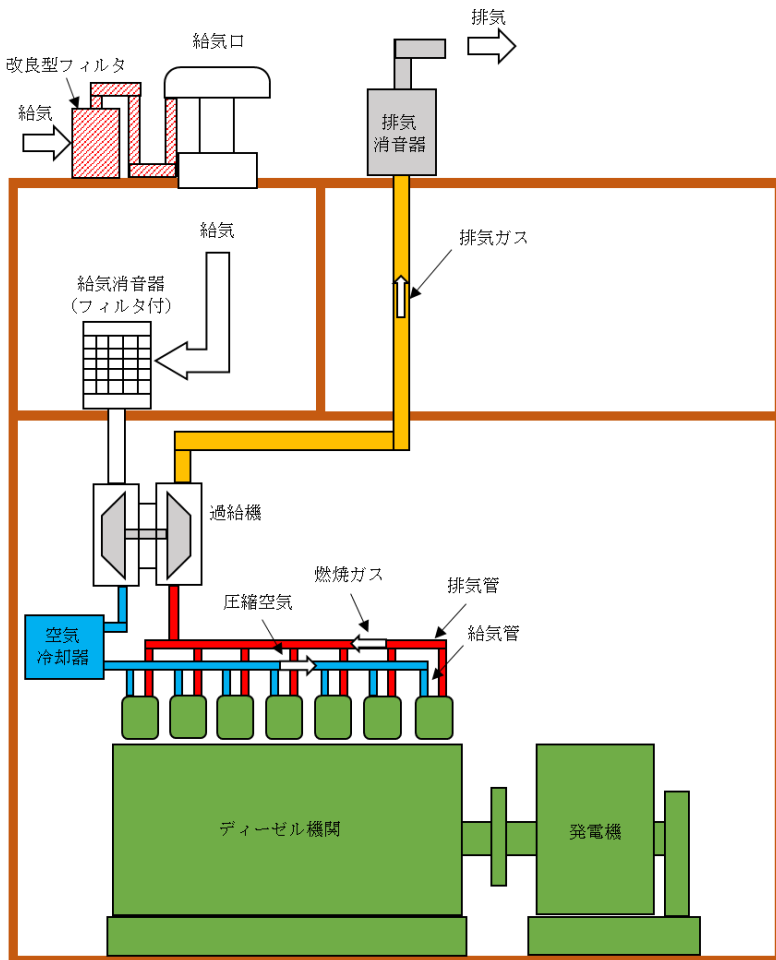 排気
給気口
改良型フィルタ
給気
排気
消音器
給気
排気ガス
給気消音器
（フィルタ付）
過給機
燃焼ガス
排気管
圧縮空気
給気管
空気
冷却器
ディーゼル機関
発電機